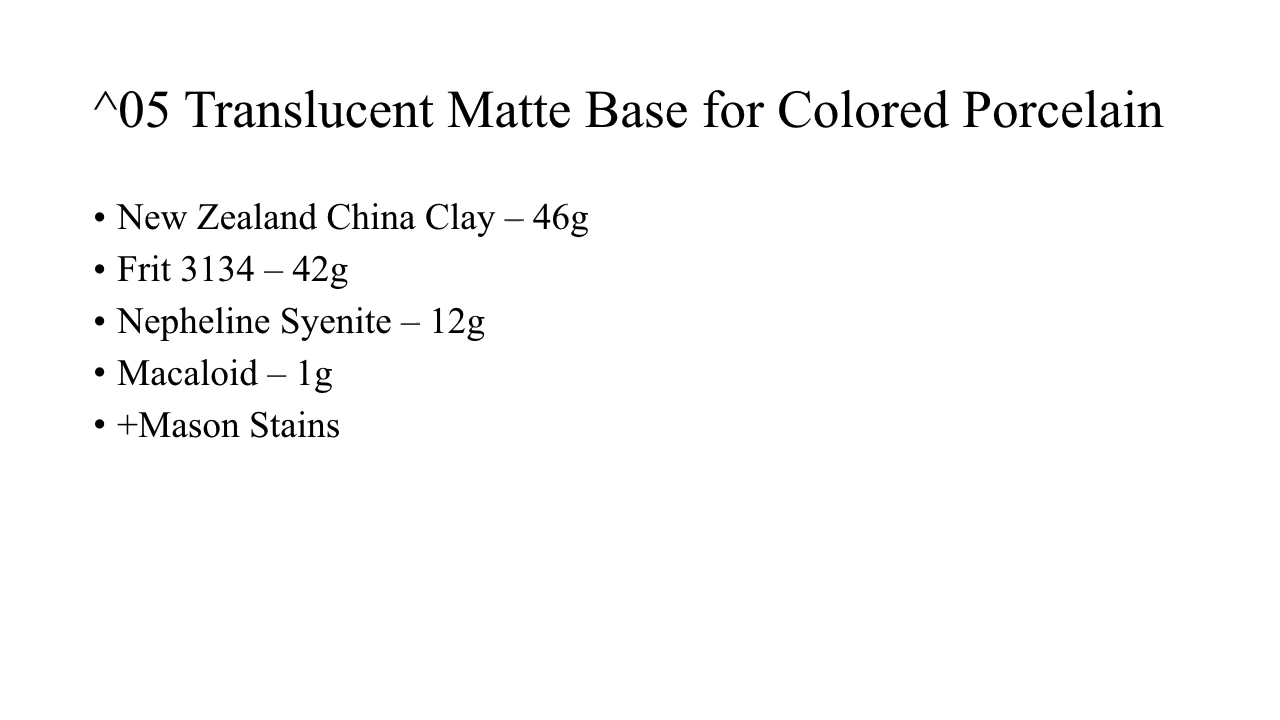 ^05 Translucent Matte Base for Colored Porcelain
• New Zealand China Clay – 46g
• Frit 3134 – 42g
• Nepheline Syenite – 12g
• Macaloid – 1g
• +Mason Stains